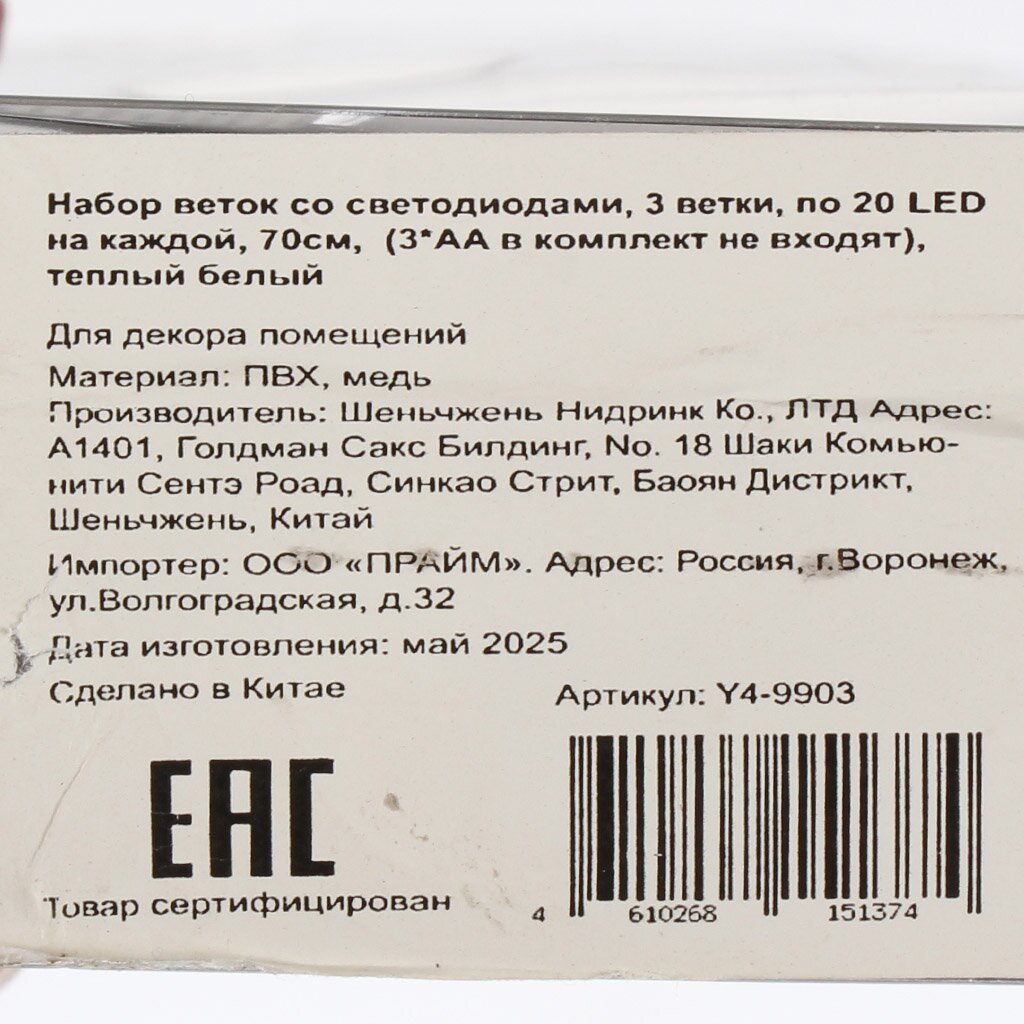 Набор веток со светодиодами, 3 ветки, по 20 LED
на каждой, 70см, (3*АА в комплект не входят),
теплый белый
Для декора помещений
Материал: ПВХ, медь
Производитель: Шеньчжень Нидринк Ко., ЛТД Адрес:
А1401, Голдман Сакс Билдинг, No. 18 Шаки Комью-
нити Сентэ Роад, Синкао Стрит, Баоян Дистрикт,
Шеньчжень, Китай
Импортер: ООО «ПРАЙМ». Адрес: Россия, г.Воронеж,
ул.Волгоградская, д.32
Дата изготовления: май 2025
Сделано в Китае
Артикул: Y4-9903
ЕАС
Товар сертифицирован
4 610268 151374